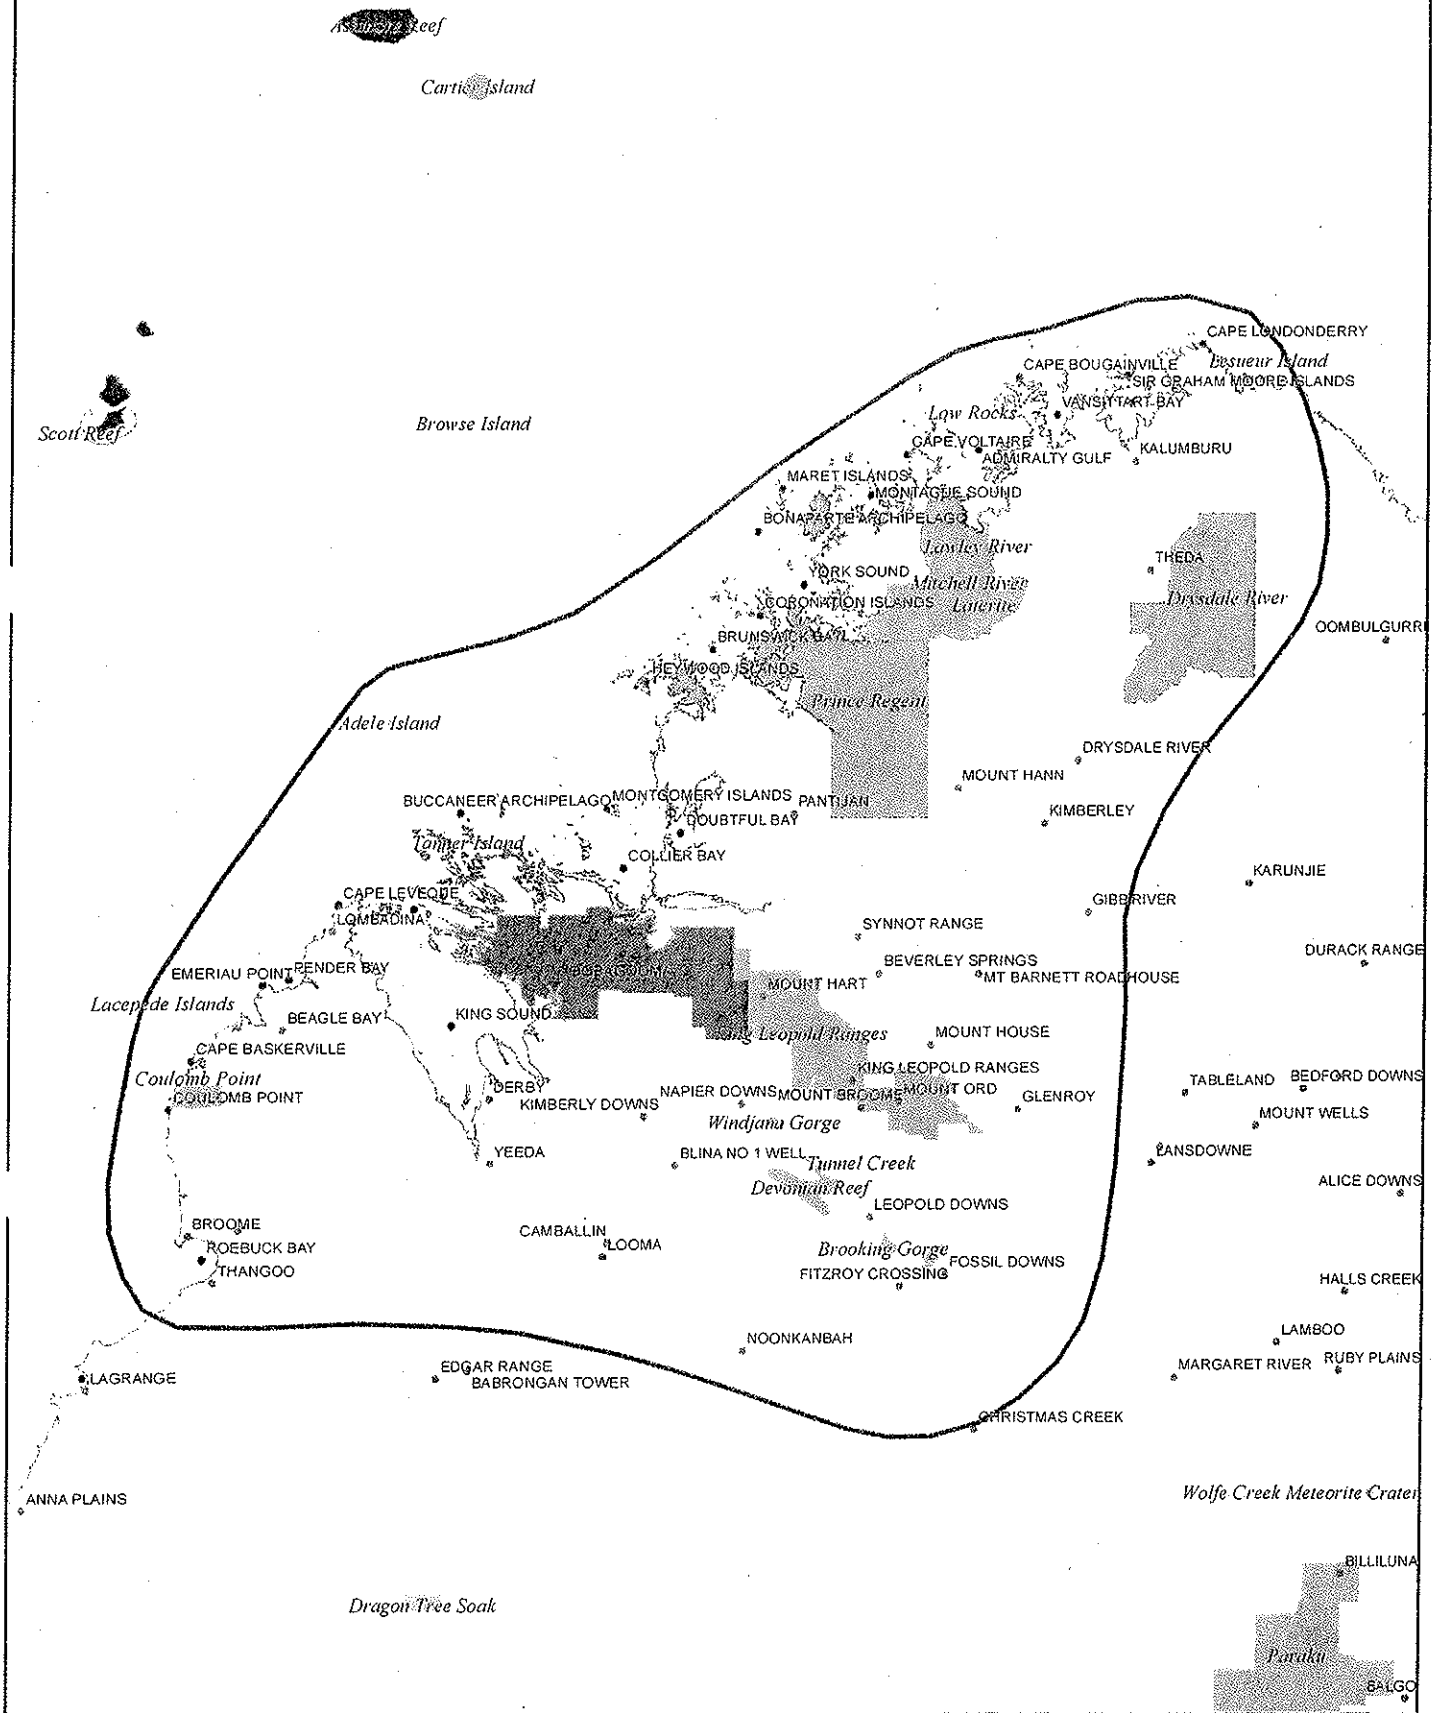 Ashmore Reef
Cartier Island
CAPE LONDONDERRY
Lesueur Island
CAPE BOUGAINVILLE
SIR GRAHAM MOORE ISLANDS
VANSITTART BAY
Low Rocks
Browse Island
Scott Reef
CAPE VOLTAIRE
KALUMBURU
ADMIRALTY GULF
MARET ISLANDS
MONTAGUE SOUND
BONAPARTE ARCHIPELAGO
Lawley River
THEDA
YORK SOUND
Mitchell River
Laterite
Drysdale River
CORONATION ISLANDS
OOMBULGURRI
BRUNSWICK BAY
HEYWOOD ISLANDS
Prince Regent
Adele Island
DRYSDALE RIVER
MOUNT HANN
BUCCANEER ARCHIPELAGO
MONTGOMERY ISLANDS
PANTIJAN
KIMBERLEY
DOUBTFUL BAY
Tanner Island
COLLIER BAY
KARUNJIE
CAPE LEVEQUE
GIBB RIVER
LOMBADINA
SYNNOT RANGE
DURACK RANGE
BEVERLEY SPRINGS
EMERIAU POINT
PENDER BAY
MT BARNETT ROADHOUSE
MOUNT HART
Lacepede Islands
KING SOUND
BEAGLE BAY
King Leopold Ranges
MOUNT HOUSE
CAPE BASKERVILLE
KING LEOPOLD RANGES
Coulomb Point
TABLELAND
BEDFORD DOWNS
DERBY
NAPIER DOWNS
MOUNT BROOME
MOUNT ORD
GLENROY
COULOMB POINT
KIMBERLY DOWNS
MOUNT WELLS
Windjana Gorge
YEEDA
BLINA NO 1 WELL
LANSDOWNE
Tunnel Creek
ALICE DOWNS
Devonian Reef
LEOPOLD DOWNS
BROOME
CAMBALLIN
LOOMA
ROEBUCK BAY
Brooking Gorge
FOSSIL DOWNS
THANGOO
FITZROY CROSSING
HALLS CREEK
LAMBOO
NOONKANBAH
RUBY PLAINS
MARGARET RIVER
EDGAR RANGE
LAGRANGE
BABRONGAN TOWER
CHRISTMAS CREEK
Wolfe Creek Meteorite Crater
ANNA PLAINS
BILLILUNA
Dragon Tree Soak
Paraku
BALGO